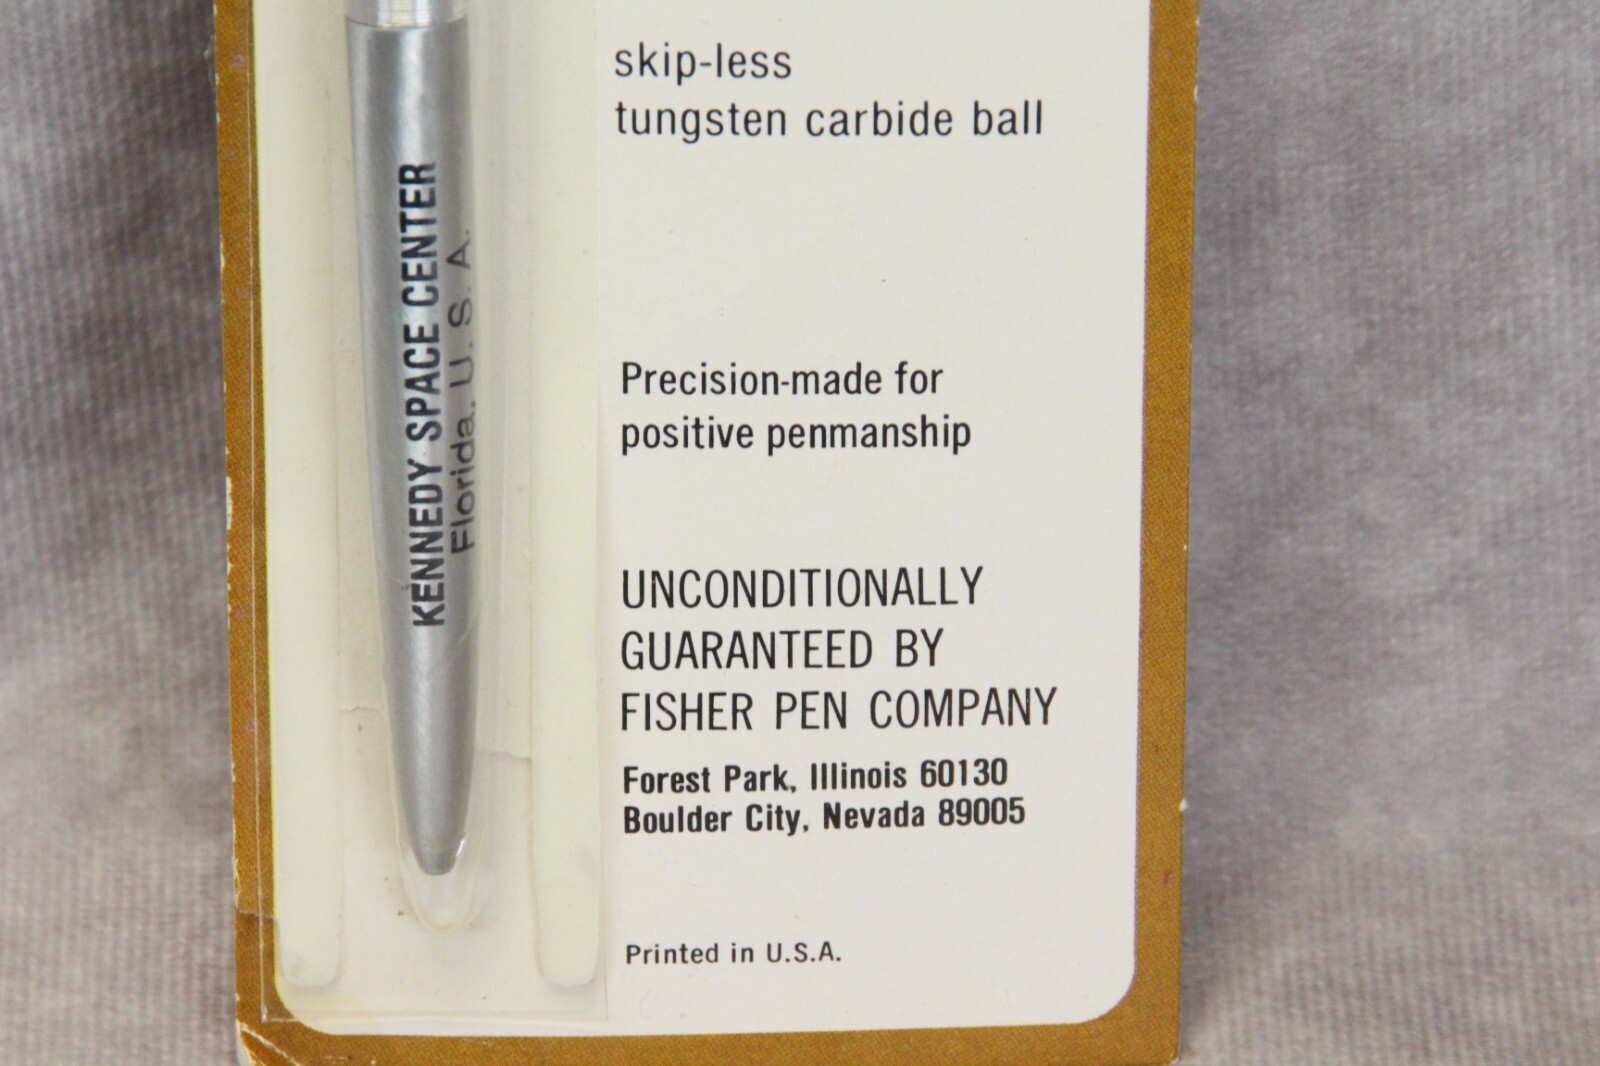 skip-less
tungsten carbide ball
KENNEDY SPACE CENTER
Florida, U. S. A.
Precision-made for
positive penmanship
UNCONDITIONALLY
GUARANTEED BY
FISHER PEN COMPANY
Forest Park, Illinois 60130
Boulder City, Nevada 89005
Printed in U.S.A.